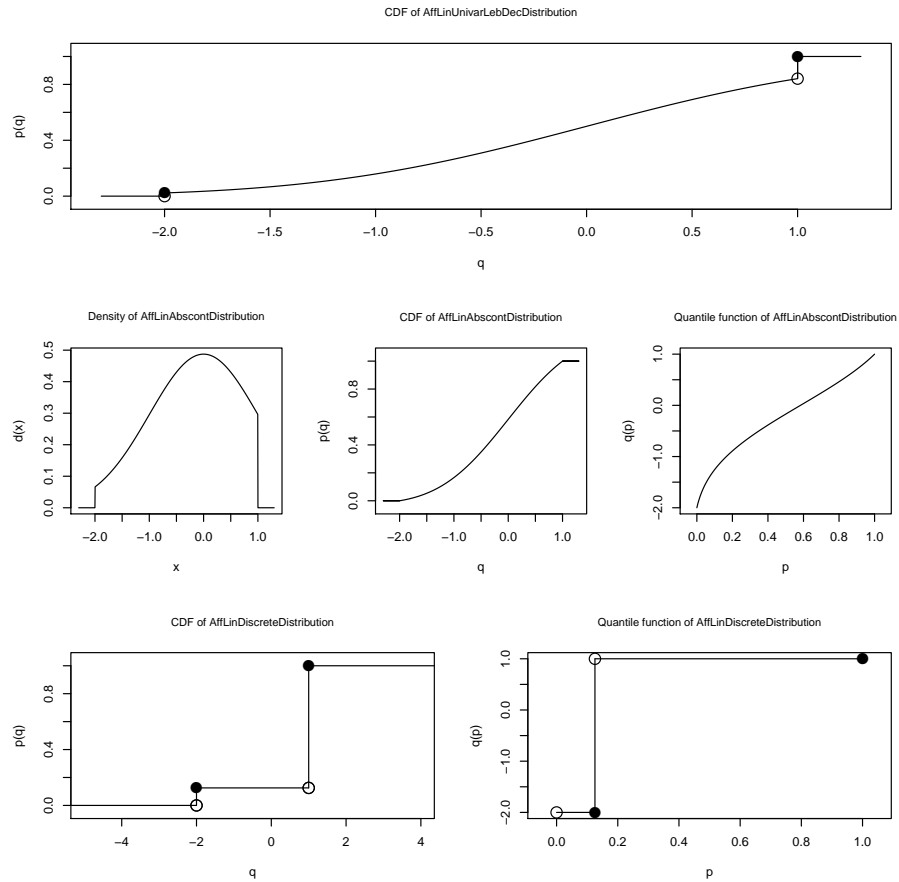 CDF of AffLinUnivarLebDecDistribution
p(q)
0.0 0.4 0.8
−2.0 −1.5 −1.0 −0.5 0.0 0.5 1.0
q
Density of AffLinAbscontDistribution
d(x)
0.0 0.1 0.2 0.3 0.4 0.5
−2.0 −1.0 0.0 1.0
x
CDF of AffLinAbscontDistribution
p(q)
0.0 0.4 0.8
−2.0 −1.0 0.0 1.0
q
Quantile function of AffLinAbscontDistribution
q(p)
−2.0 −1.0 0.0 1.0
0.0 0.2 0.4 0.6 0.8 1.0
p
CDF of AffLinDiscreteDistribution
p(q)
0.0 0.4 0.8
−4 −2 0 2 4
q
Quantile function of AffLinDiscreteDistribution
q(p)
−2.0 −1.0 0.0 1.0
0.0 0.2 0.4 0.6 0.8 1.0
p